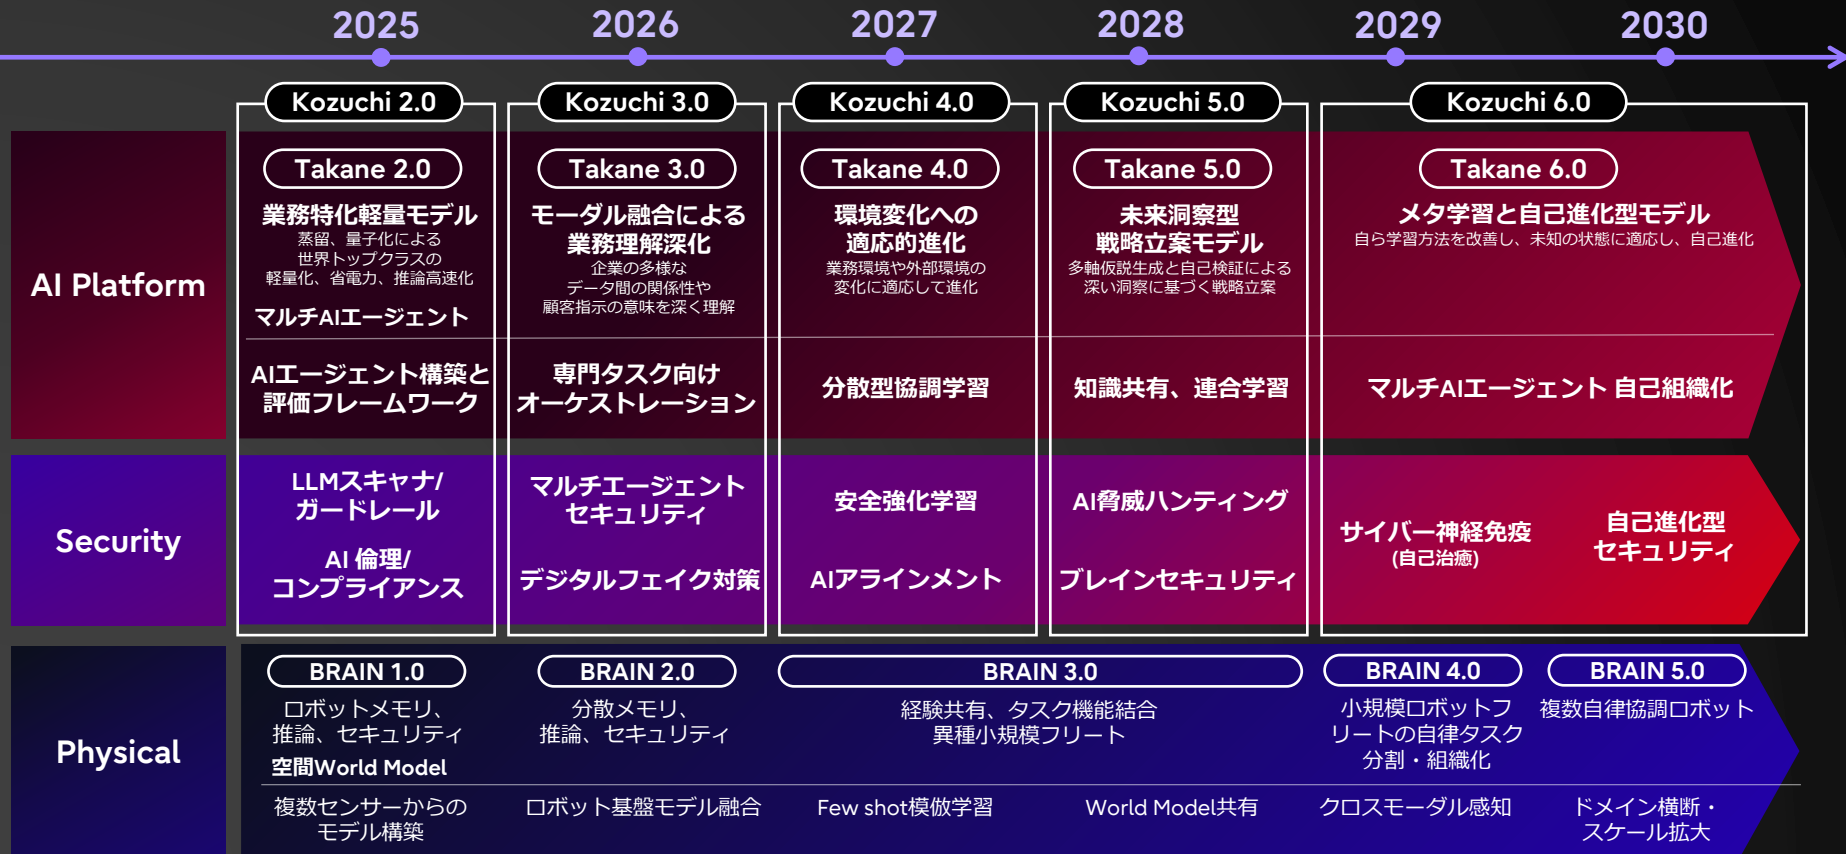 2025
2026
2027
2028
2029
2030
Kozuchi 2.0
Kozuchi 3.0
Kozuchi 4.0
Kozuchi 5.0
Kozuchi 6.0
AI Platform
Takane 2.0
業務特化軽量モデル
蒸留、量子化による
世界トップクラスの
軽量化、省電力、推論高速化
Takane 3.0
モーダル融合による
業務理解深化
企業の多様な
データ間の関係性や
顧客指示の意味を深く理解
Takane 4.0
環境変化への
適応的進化
業務環境や外部環境の
変化に適応して進化
Takane 5.0
未来洞察型
戦略立案モデル
多軸仮説生成と自己検証による
深い洞察に基づく戦略立案
Takane 6.0
メタ学習と自己進化型モデル
自ら学習方法を改善し、未知の状態に適応し、自己進化
マルチAIエージェント
AIエージェント構築と
評価フレームワーク
専門タスク向け
オーケストレーション
分散型協調学習
知識共有、連合学習
マルチAIエージェント 自己組織化
Security
LLMスキャナ/
ガードレール
AI 倫理/
コンプライアンス
マルチエージェント
セキュリティ
デジタルフェイク対策
安全強化学習
AIアラインメント
AI脅威ハンティング
ブレインセキュリティ
サイバー神経免疫
(自己治癒)
自己進化型
セキュリティ
Physical
BRAIN 1.0
ロボットメモリ、
推論、セキュリティ
BRAIN 2.0
分散メモリ、
推論、セキュリティ
BRAIN 3.0
経験共有、タスク機能結合
異種小規模フリート
BRAIN 4.0
小規模ロボットフ
リートの自律タスク
分割・組織化
BRAIN 5.0
複数自律協調ロボット
空間World Model
複数センサーからの
モデル構築
ロボット基盤モデル融合
Few shot模倣学習
World Model共有
クロスモーダル感知
ドメイン横断・
スケール拡大